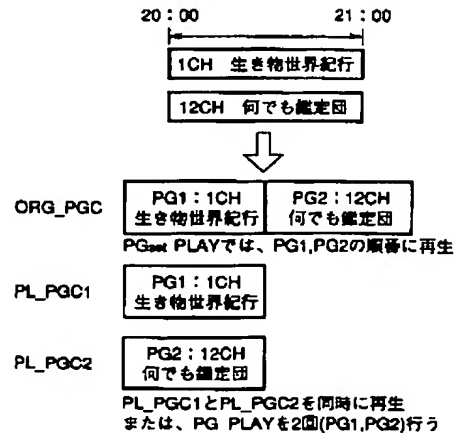 20：00 21：00
1CH 生き物世界紀行
12CH 何でも鑑定団
ORG_PGC
PG1：1CH
生き物世界紀行
PG2：12CH
何でも鑑定団
PGset PLAYでは、PG1,PG2の順番に再生
PL_PGC1
PG1：1CH
生き物世界紀行
PL_PGC2
PG2：12CH
何でも鑑定団
PL_PGC1とPL_PGC2を同時に再生
または、PG PLAYを2回(PG1,PG2)行う